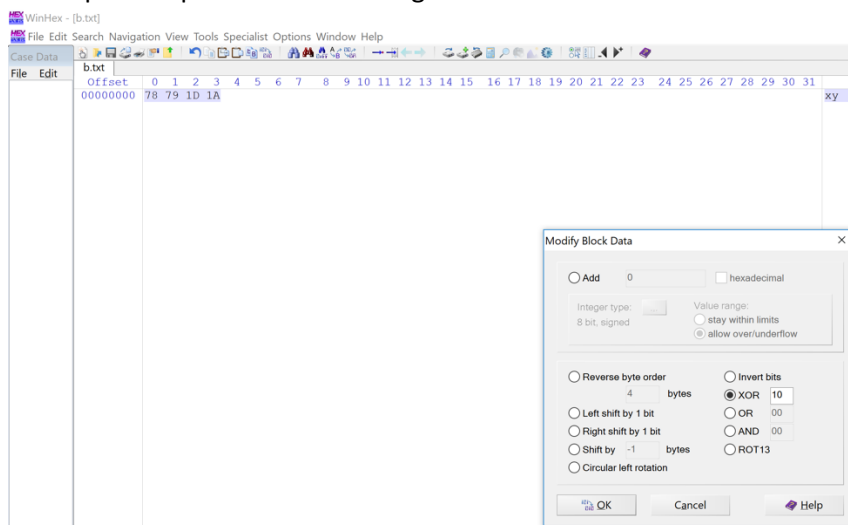 WinHex - [b.txt]
File Edit Search Navigation View Tools Specialist Options Window Help
Case Data
File Edit
b.txt
Offset 0 1 2 3 4 5 6 7 8 9 10 11 12 13 14 15 16 17 18 19 20 21 22 23 24 25 26 27 28 29 30 31
00000000 78 79 1D 1A xy
Modify Block Data
Add 0 hexadecimal
Integer type: ...
8 bit, signed
Value range:
stay within limits
allow over/underflow
Reverse byte order
4 bytes
Left shift by 1 bit
Right shift by 1 bit
Shift by -1 bytes
Circular left rotation
Invert bits
XOR 10
OR 00
AND 00
ROT13
OK Cancel Help